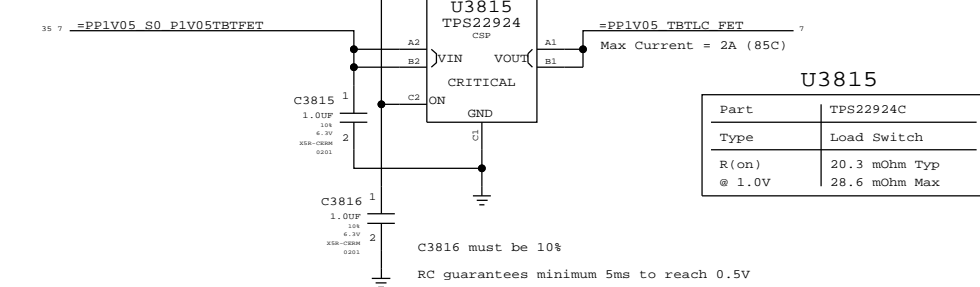 U3815
TPS22924
CSP
35 7 =PP1V05_S0_P1V05TBTFET
=PP1V05_TBTLC_FET 7
Max Current = 2A (85C)
A2 VIN VOUT A1
B2 B1
CRITICAL
C2 ON
GND
C1
C3815 1
1.0UF
10%
6.3V 2
X5R-CERM
0201
U3815
Part TPS22924C
Type Load Switch
R(on) 20.3 mOhm Typ
@ 1.0V 28.6 mOhm Max
C3816 1
1.0UF
10%
6.3V 2
X5R-CERM
0201
C3816 must be 10%
RC guarantees minimum 5ms to reach 0.5V